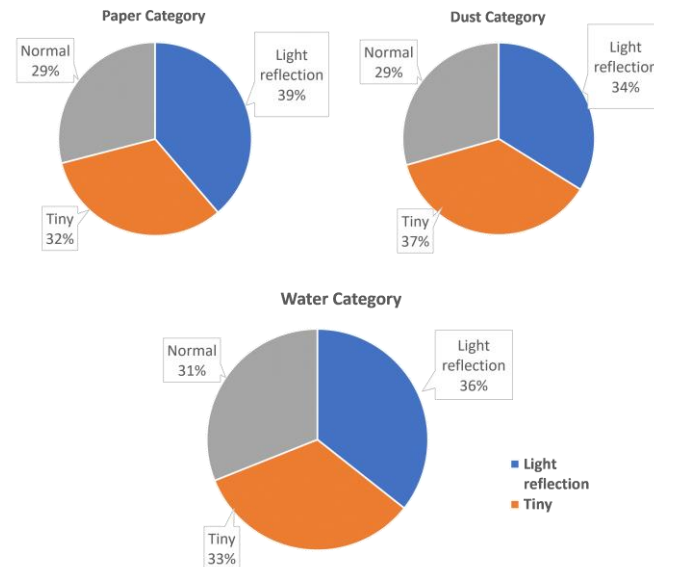 Paper Category
Normal
29%
Light
reflection
39%
Tiny
32%
Dust Category
Normal
29%
Light
reflection
34%
Tiny
37%
Water Category
Normal
31%
Light
reflection
36%
Tiny
33%
Light
reflection
Tiny